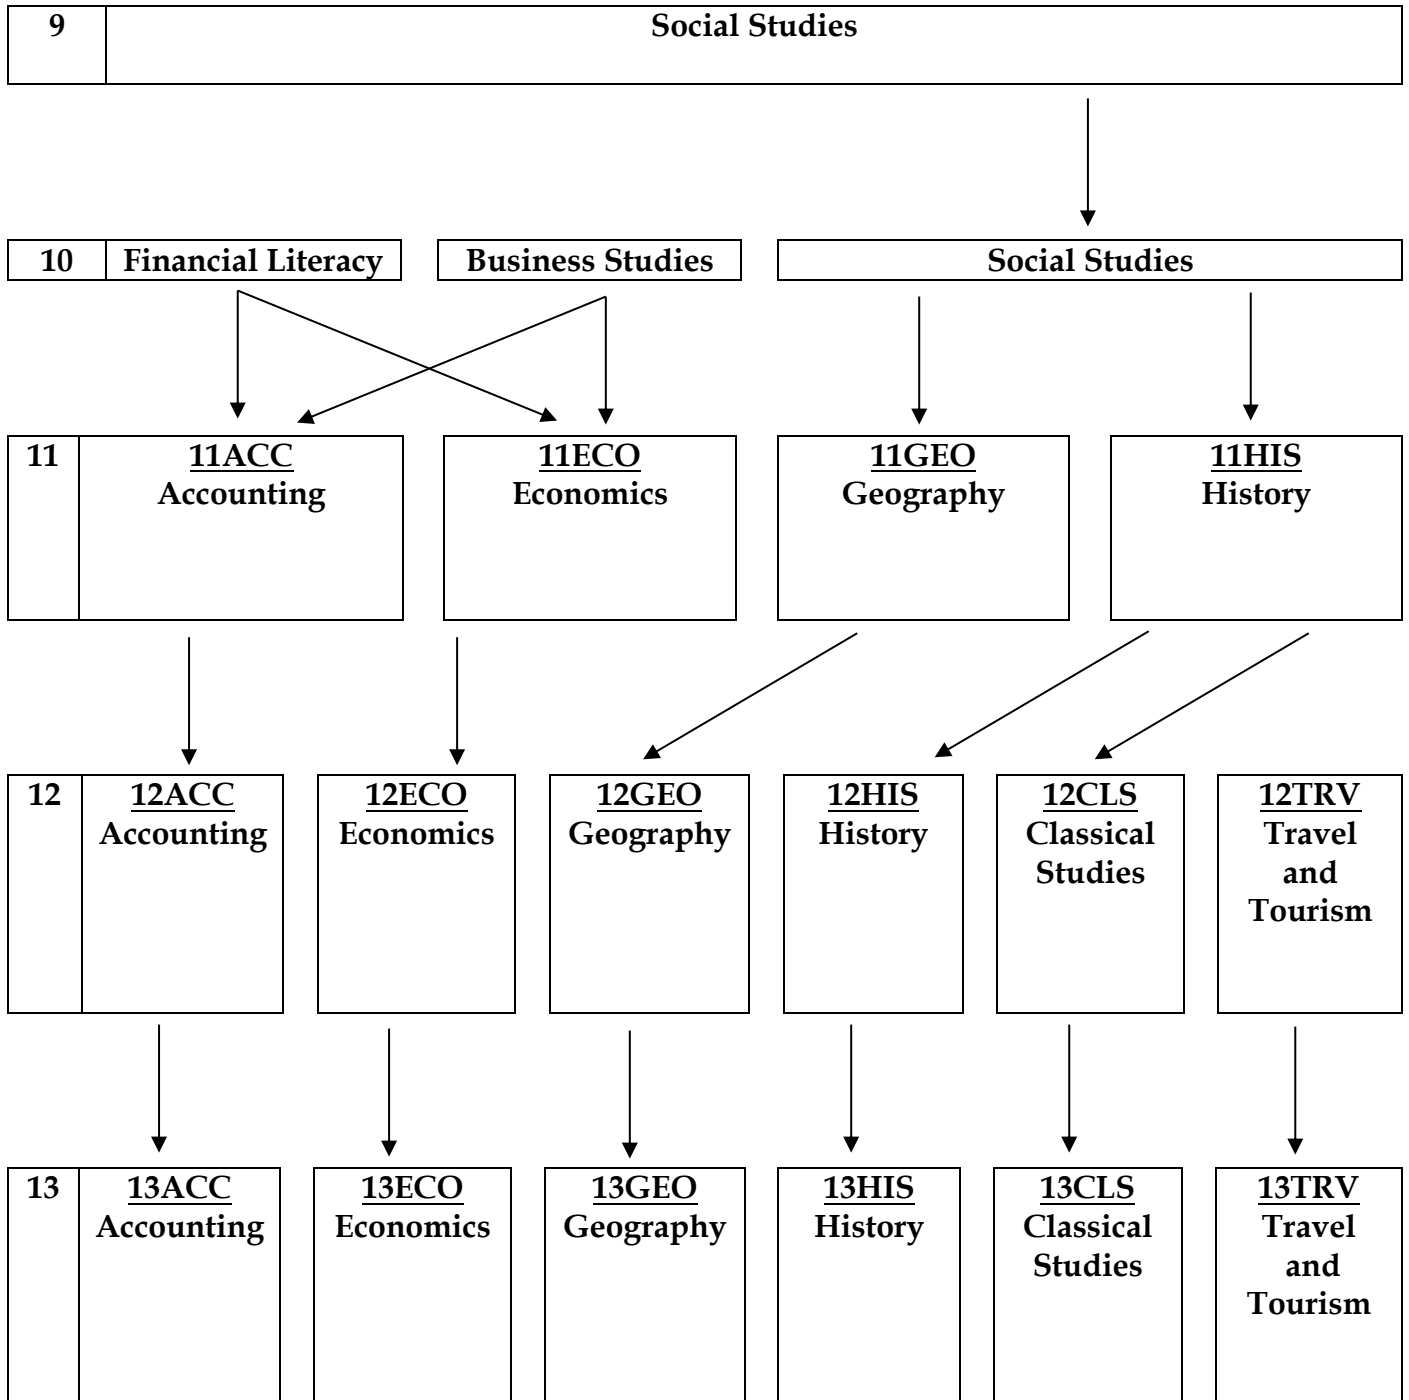 9 Social Studies
10 Financial Literacy Business Studies Social Studies
11 11ACC 11ECO 11GEO 11HIS
Accounting Economics Geography History
12 12ACC 12ECO 12GEO 12HIS 12CLS 12TRV
Accounting Economics Geography History Classical Travel
Studies and
Tourism
13 13ACC 13ECO 13GEO 13HIS 13CLS 13TRV
Accounting Economics Geography History Classical Travel
Studies and
Tourism